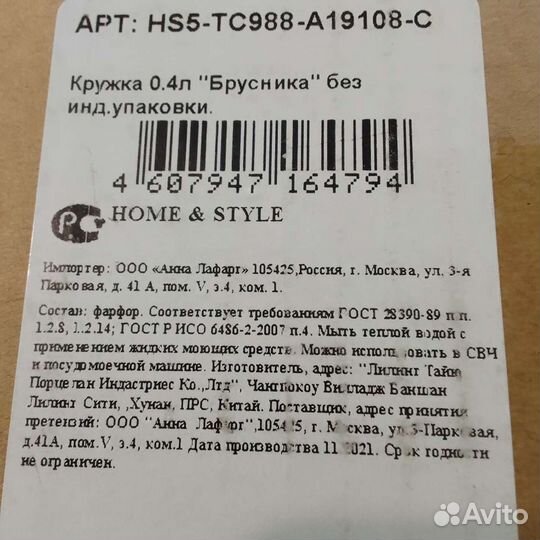 АРТ: HS5-TC988-A19108-C
Кружка 0.4л "Брусника" без
инд.упаковки.
4 607947 164794
HOME & STYLE
Импортер: ООО «Анна Лафарг» 105425,Россия, г. Москва, ул. 3-я
Парковая, д. 41 А, пом. V, э.4, ком. 1.
Состав: фарфор. Соответствует требованиям ГОСТ 28390-89 п.п.
1.2.8, 1.2.14; ГОСТ Р ИСО 6486-2-2007 п.4. Мыть теплой водой с
применением жидких моющих средств. Можно использовать в СВЧ
и посудомоечной машине. Изготовитель, адрес: "Лилинг Тайн
Порцелан Индастриес Ко.,Лтд", Чангпокоу Вилладж Баншан
Лилинг Сити, ,Хунан, ПРС, Китай. Поставщик, адрес принятия
претензий: ООО "Анна Лафарг",105425, г. Москва, ул.3-Парковая,
д.41А, пом.V, э.4, ком.1 Дата производства 11.2021. Срок годности
не ограничен.
Avito